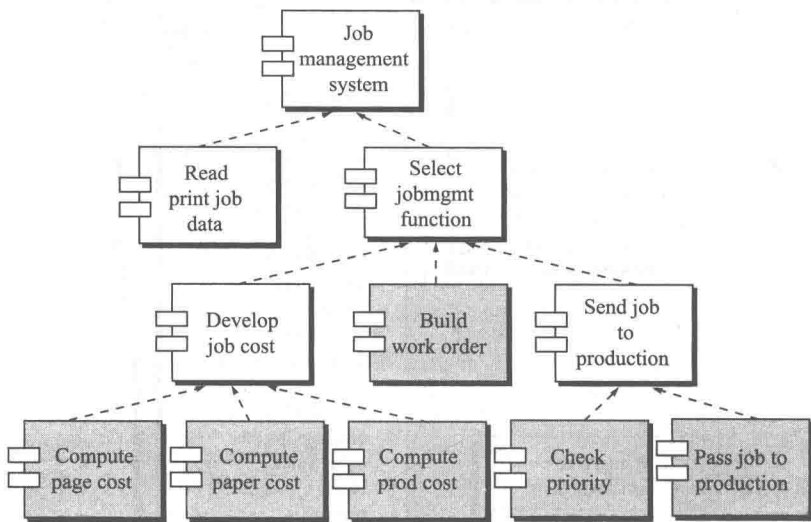 Job
management
system
Read
print job
data
Select
jobmgmt
function
Develop
job cost
Build
work order
Send job
to
production
Compute
page cost
Compute
paper cost
Compute
prod cost
Check
priority
Pass job to
production